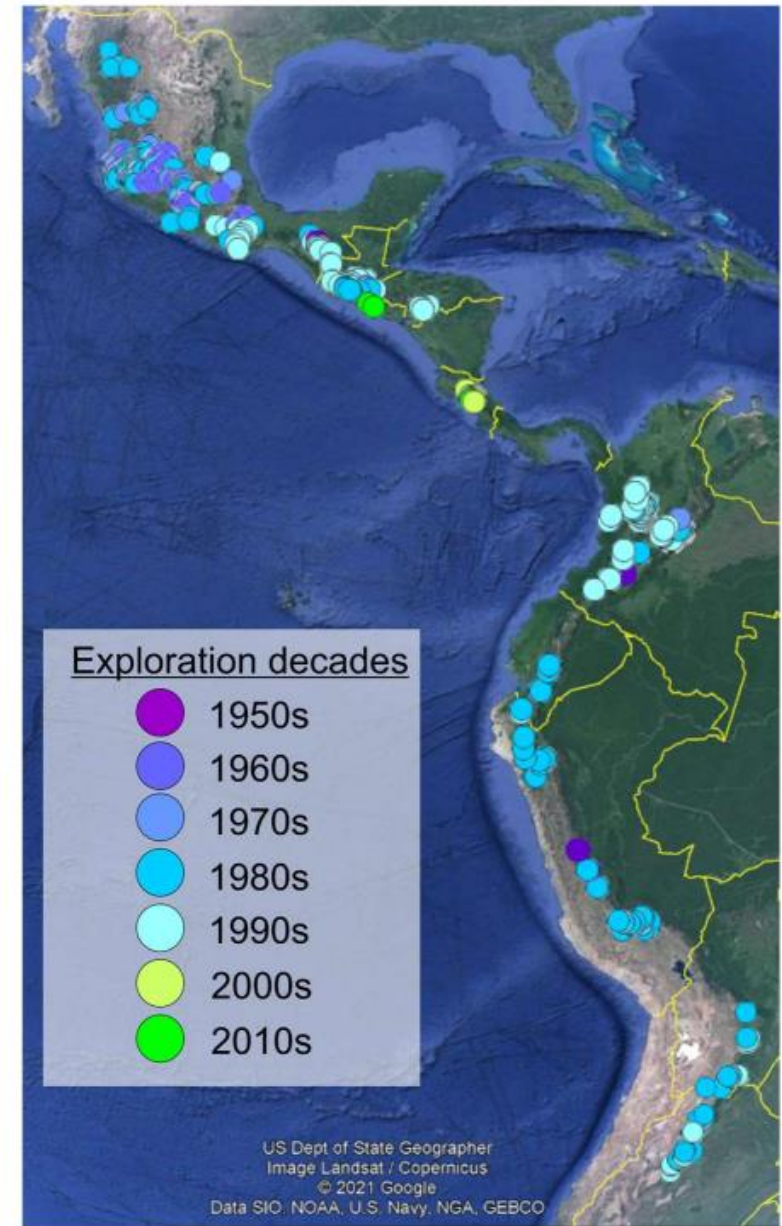 Exploration decades
1950s
1960s
1970s
1980s
1990s
2000s
2010s
US Dept of State Geographer
Image Landsat / Copernicus
© 2021 Google
Data SIO, NOAA, U.S. Navy, NGA, GEBCO